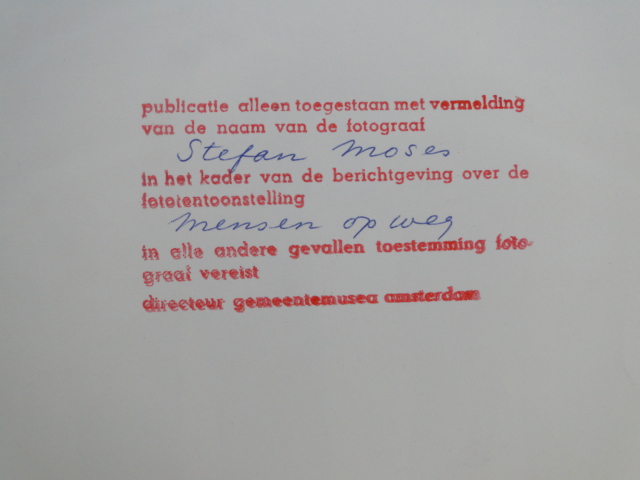 publicatie alleen toegestaan met vermelding
van de naam van de fotograaf
Stefan Moses
in het kader van de berichtgeving over de
fototentoonstelling
mensen op weg
in alle andere gevallen toestemming foto-
graaf vereist
directeur gemeentemusea amsterdam